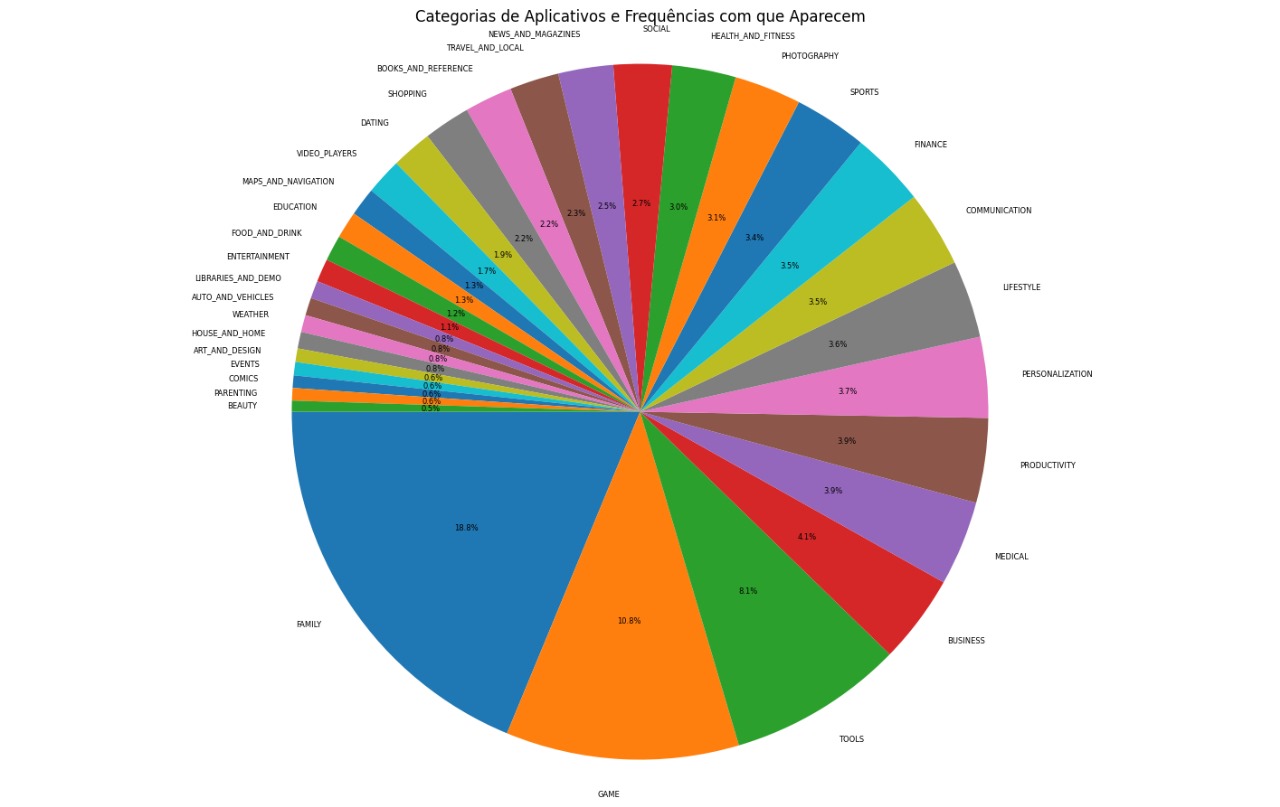 Categorias de Aplicativos e Frequências com que Aparecem
SOCIAL
NEWS_AND_MAGAZINES
HEALTH_AND_FITNESS
TRAVEL_AND_LOCAL
PHOTOGRAPHY
BOOKS_AND_REFERENCE
SHOPPING
SPORTS
DATING
FINANCE
VIDEO_PLAYERS
MAPS_AND_NAVIGATION
EDUCATION
COMMUNICATION
FOOD_AND_DRINK
ENTERTAINMENT
LIBRARIES_AND_DEMO
LIFESTYLE
AUTO_AND_VEHICLES
WEATHER
HOUSE_AND_HOME
ART_AND_DESIGN
EVENTS
PERSONALIZATION
COMICS
PARENTING
BEAUTY
PRODUCTIVITY
MEDICAL
FAMILY
BUSINESS
TOOLS
GAME
2.7%
2.5%
3.0%
2.3%
3.1%
2.2%
2.2%
3.4%
1.9%
3.5%
1.7%
1.3%
1.3%
3.5%
1.2%
1.1%
0.8%
3.6%
0.8%
0.8%
0.8%
0.6%
0.6%
3.7%
0.6%
0.6%
0.5%
3.9%
3.9%
18.8%
4.1%
8.1%
10.8%